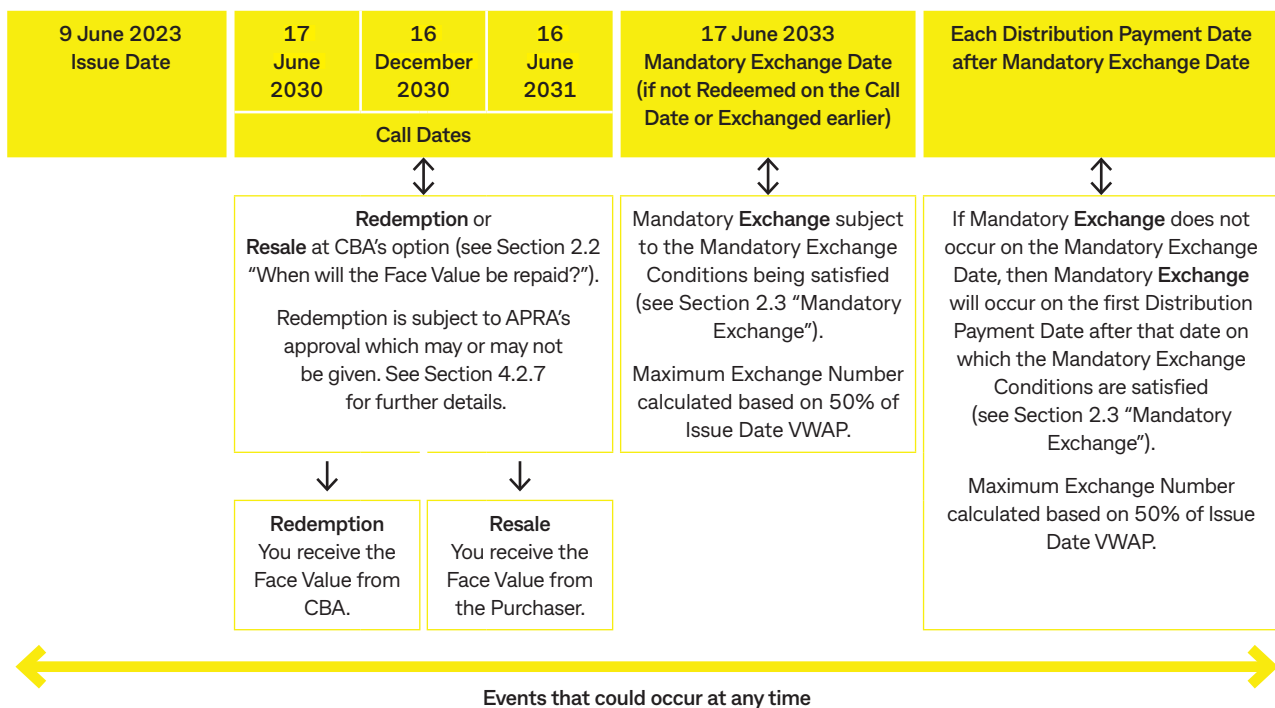 9 June 2023
Issue Date
17
June
2030
16
December
2030
16
June
2031
Call Dates
17 June 2033
Mandatory Exchange Date
(if not Redeemed on the Call
Date or Exchanged earlier)
Each Distribution Payment Date
after Mandatory Exchange Date
Redemption or
Resale at CBA's option (see Section 2.2
“When will the Face Value be repaid?”).
Redemption is subject to APRA's
approval which may or may not
be given. See Section 4.2.7
for further details.
Redemption
You receive the
Face Value from
CBA.
Resale
You receive the
Face Value from
the Purchaser.
Mandatory Exchange subject
to the Mandatory Exchange
Conditions being satisfied
(see Section 2.3 “Mandatory
Exchange”).
Maximum Exchange Number
calculated based on 50% of
Issue Date VWAP.
If Mandatory Exchange does not
occur on the Mandatory Exchange
Date, then Mandatory Exchange
will occur on the first Distribution
Payment Date after that date on
which the Mandatory Exchange
Conditions are satisfied
(see Section 2.3 “Mandatory
Exchange”).
Maximum Exchange Number
calculated based on 50% of Issue
Date VWAP.
Events that could occur at any time